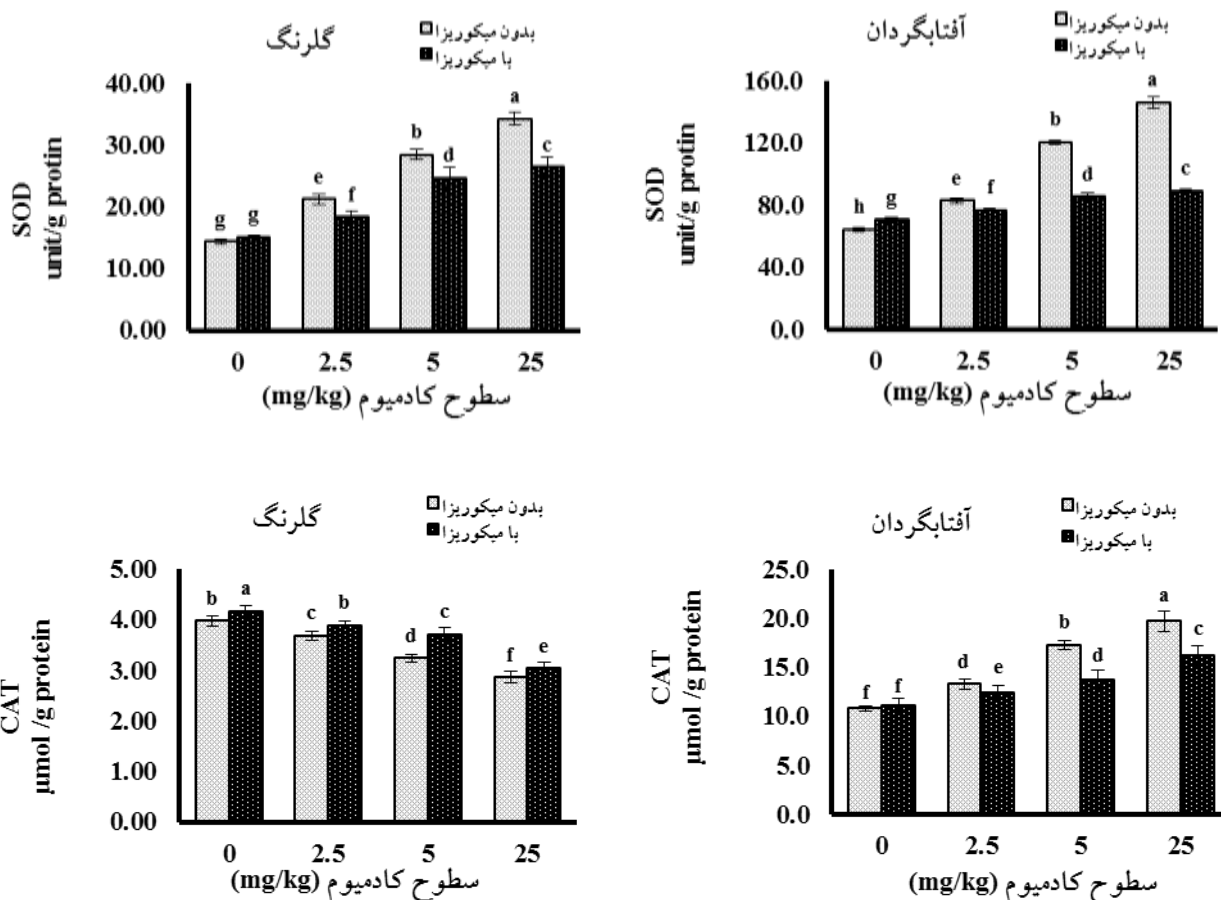 گلرنگ
بدون میکوریزا
با میکوریزا
40.00
30.00
20.00
10.00
0.00
SOD
unit/g protin
g
g
e
f
b
d
a
c
0
2.5
5
25
سطوح کادمیوم (mg/kg)
آفتابگردان
بدون میکوریزا
با میکوریزا
160.0
120.0
80.0
40.0
0.0
SOD
unit/g protin
h
g
e
f
b
d
a
c
0
2.5
5
25
سطوح کادمیوم (mg/kg)
گلرنگ
بدون میکوریزا
با میکوریزا
5.00
4.00
3.00
2.00
1.00
0.00
CAT
µmol /g protein
b
a
c
b
d
c
f
e
0
2.5
5
25
سطوح کادمیوم (mg/kg)
آفتابگردان
بدون میکوریزا
با میکوریزا
25.0
20.0
15.0
10.0
5.0
0.0
CAT
µmol /g protein
f
f
d
e
b
d
a
c
0
2.5
5
25
سطوح کادمیوم (mg/kg)